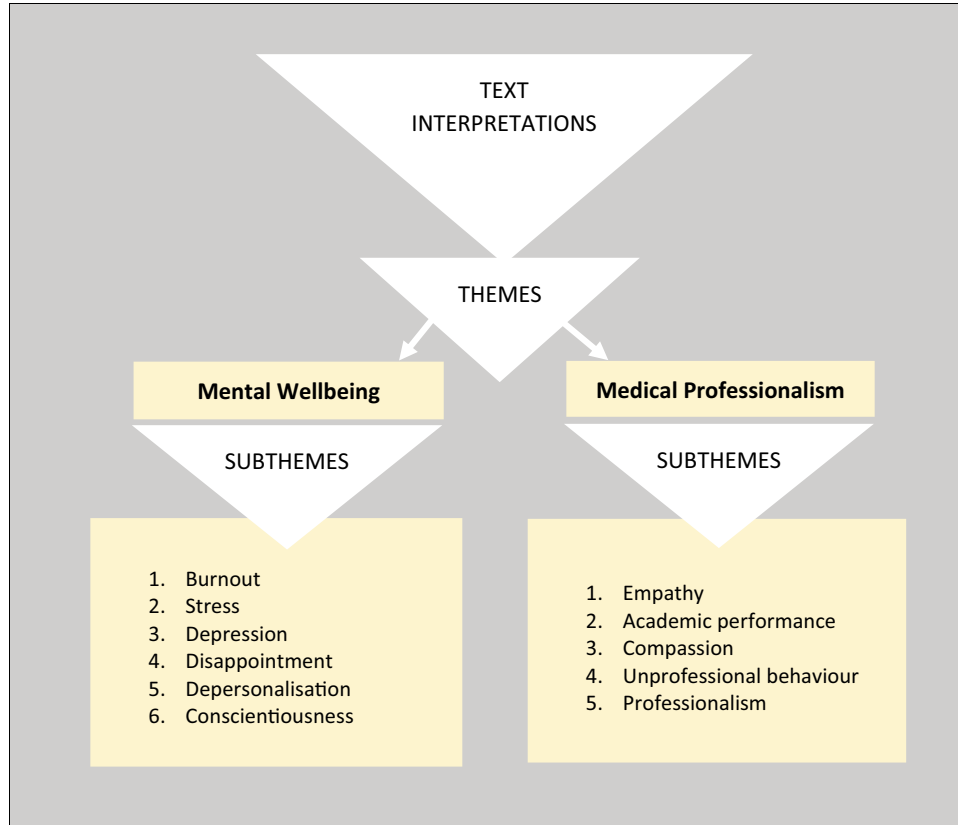 TEXT
INTERPRETATIONS
THEMES
Mental Wellbeing
SUBTHEMES
1. Burnout
2. Stress
3. Depression
4. Disappointment
5. Depersonalisation
6. Conscientiousness
Medical Professionalism
SUBTHEMES
1. Empathy
2. Academic performance
3. Compassion
4. Unprofessional behaviour
5. Professionalism